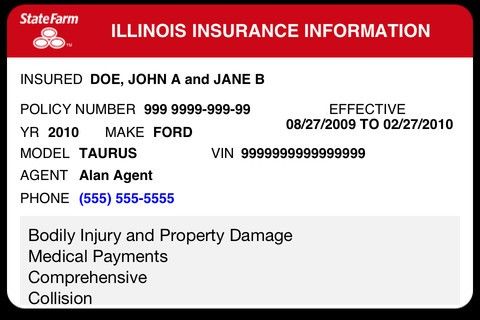 StateFarm
ILLINOIS INSURANCE INFORMATION
INSURED DOE, JOHN A and JANE B
POLICY NUMBER 999 9999-999-99
EFFECTIVE
08/27/2009 TO 02/27/2010
YR 2010 MAKE FORD
MODEL TAURUS VIN 9999999999999999
AGENT Alan Agent
PHONE (555) 555-5555
Bodily Injury and Property Damage
Medical Payments
Comprehensive
Collision